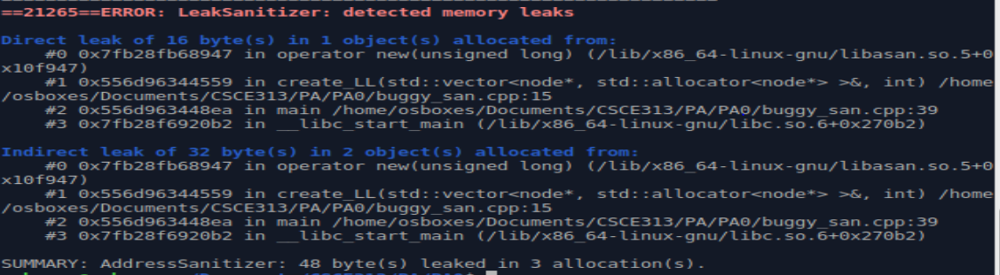 ==21265==ERROR: LeakSanitizer: detected memory leaks
Direct leak of 16 byte(s) in 1 object(s) allocated from:
#0 0x7fb28fb68947 in operator new(unsigned long) (/lib/x86_64-linux-gnu/libasan.so.5+0
x10f947)
#1 0x556d96344559 in create_LL(std::vector<node*, std::allocator<node*> >&, int) /home
/osboxes/Documents/CSCE313/PA/PA0/buggy_san.cpp:15
#2 0x556d963448ea in main /home/osboxes/Documents/CSCE313/PA/PA0/buggy_san.cpp:39
#3 0x7fb28f6920b2 in __libc_start_main (/lib/x86_64-linux-gnu/libc.so.6+0x270b2)
Indirect leak of 32 byte(s) in 2 object(s) allocated from:
#0 0x7fb28fb68947 in operator new(unsigned long) (/lib/x86_64-linux-gnu/libasan.so.5+0
x10f947)
#1 0x556d96344559 in create_LL(std::vector<node*, std::allocator<node*> >&, int) /home
/osboxes/Documents/CSCE313/PA/PA0/buggy_san.cpp:15
#2 0x556d963448ea in main /home/osboxes/Documents/CSCE313/PA/PA0/buggy_san.cpp:39
#3 0x7fb28f6920b2 in __libc_start_main (/lib/x86_64-linux-gnu/libc.so.6+0x270b2)
SUMMARY: AddressSanitizer: 48 byte(s) leaked in 3 allocation(s).